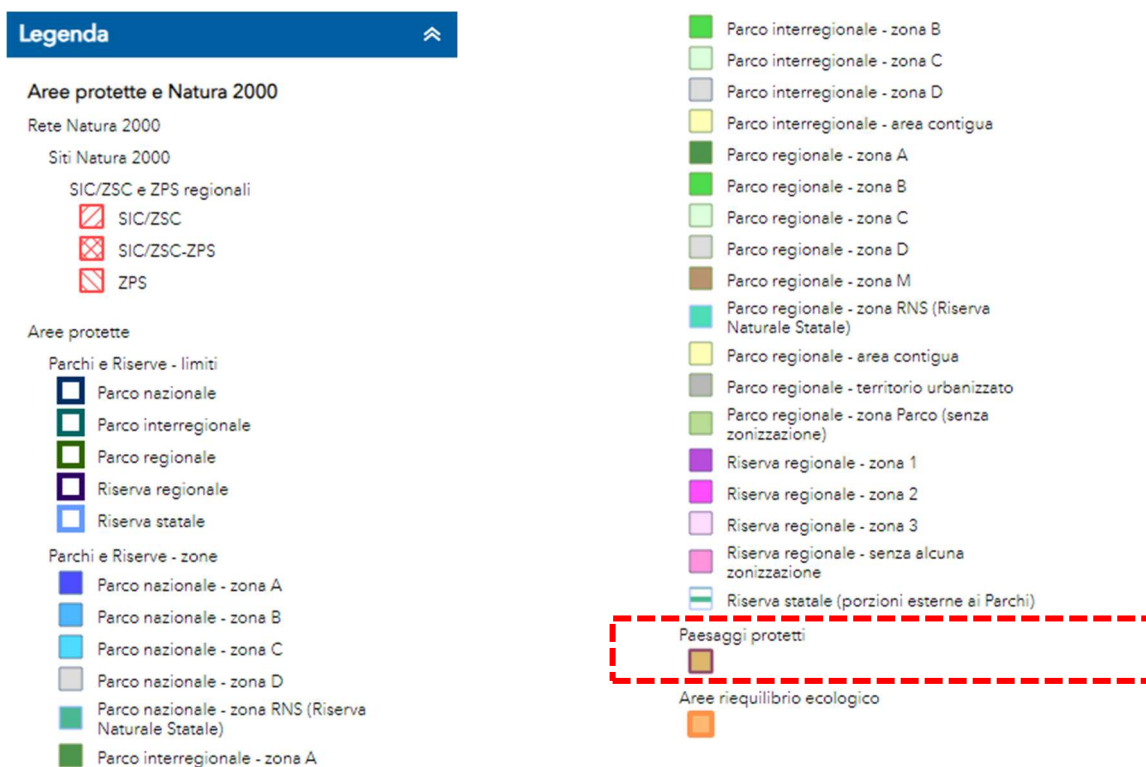 Legenda
Aree protette e Natura 2000
Rete Natura 2000
Siti Natura 2000
SIC/ZSC e ZPS regionali
SIC/ZSC
SIC/ZSC-ZPS
ZPS
Aree protette
Parchi e Riserve - limiti
Parco nazionale
Parco interregionale
Parco regionale
Riserva regionale
Riserva statale
Parchi e Riserve - zone
Parco nazionale - zona A
Parco nazionale - zona B
Parco nazionale - zona C
Parco nazionale - zona D
Parco nazionale - zona RNS (Riserva
Naturale Statale)
Parco interregionale - zona A
Parco interregionale - zona B
Parco interregionale - zona C
Parco interregionale - zona D
Parco interregionale - area contigua
Parco regionale - zona A
Parco regionale - zona B
Parco regionale - zona C
Parco regionale - zona D
Parco regionale - zona M
Parco regionale - zona RNS (Riserva
Naturale Statale)
Parco regionale - area contigua
Parco regionale - territorio urbanizzato
Parco regionale - zona Parco (senza
zonizzazione)
Riserva regionale - zona 1
Riserva regionale - zona 2
Riserva regionale - zona 3
Riserva regionale - senza alcuna
zonizzazione
Riserva statale (porzioni esterne ai Parchi)
Paesaggi protetti
Aree riequilibrio ecologico